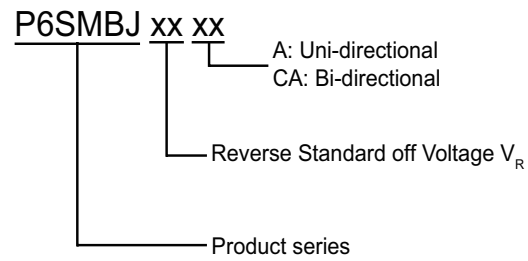 P6SMBJ xx xx
A: Uni-directional
CA: Bi-directional
Reverse Standard off Voltage VR
Product series